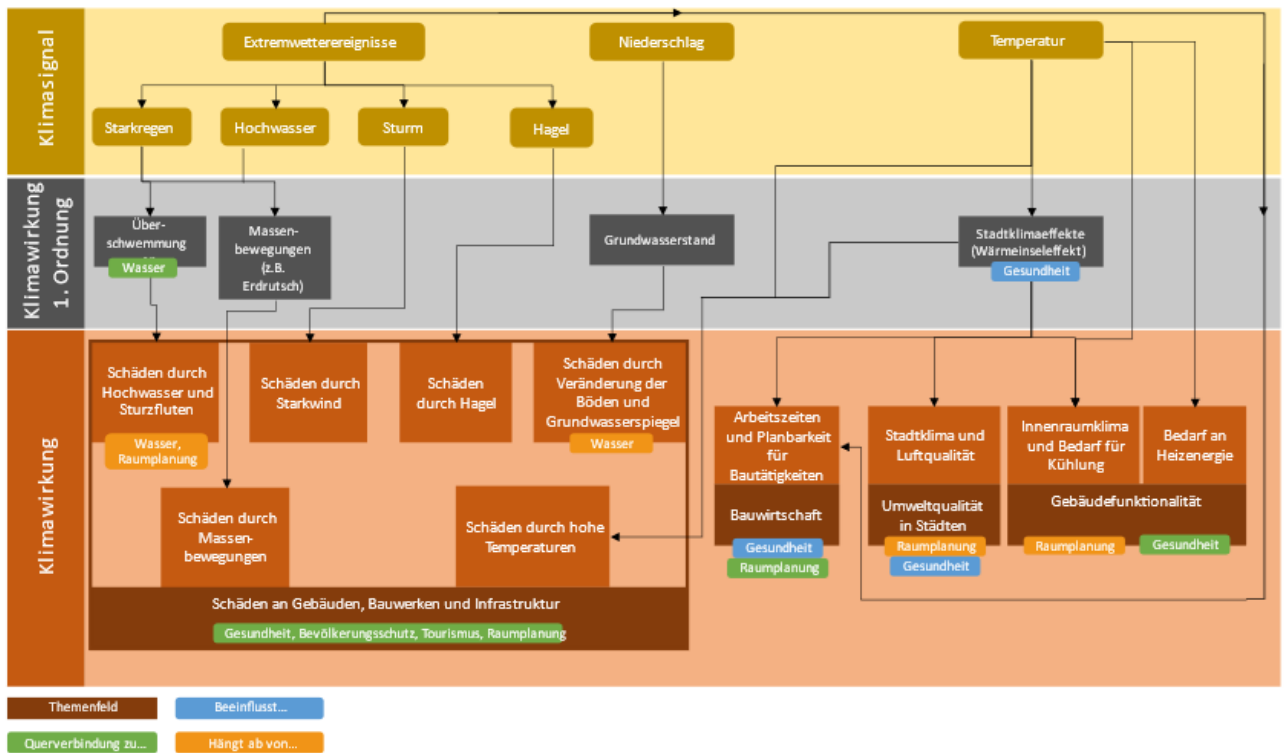 Klimasignal
Extremwetterereignisse
Niederschlag
Temperatur
Starkregen
Hochwasser
Sturm
Hagel
Klimawirkung
1. Ordnung
Über-
schwemmung
Wasser
Massen-
bewegungen
(z.B.
Erdrutsch)
Grundwasserstand
Stadtklimaeffekte
(Wärmeinseleffekt)
Gesundheit
Klimawirkung
Schäden durch
Hochwasser und
Sturzfluten
Wasser,
Raumplanung
Schäden durch
Starkwind
Schäden
durch Hagel
Schäden durch
Veränderung der
Böden und
Grundwasserspiegel
Wasser
Schäden durch
Massen-
bewegungen
Schäden durch hohe
Temperaturen
Schäden an Gebäuden, Bauwerken und Infrastruktur
Gesundheit, Bevölkerungsschutz, Tourismus, Raumplanung
Arbeitszeiten
und Planbarkeit
für
Bautätigkeiten
Bauwirtschaft
Gesundheit
Raumplanung
Stadtklima und
Luftqualität
Umweltqualität
in Städten
Raumplanung
Gesundheit
Innenraumklima
und Bedarf für
Kühlung
Bedarf an
Heizenergie
Gebäudefunktionalität
Raumplanung
Gesundheit
Themenfeld
Beeinflusst...
Querverbindung zu...
Hängt ab von...